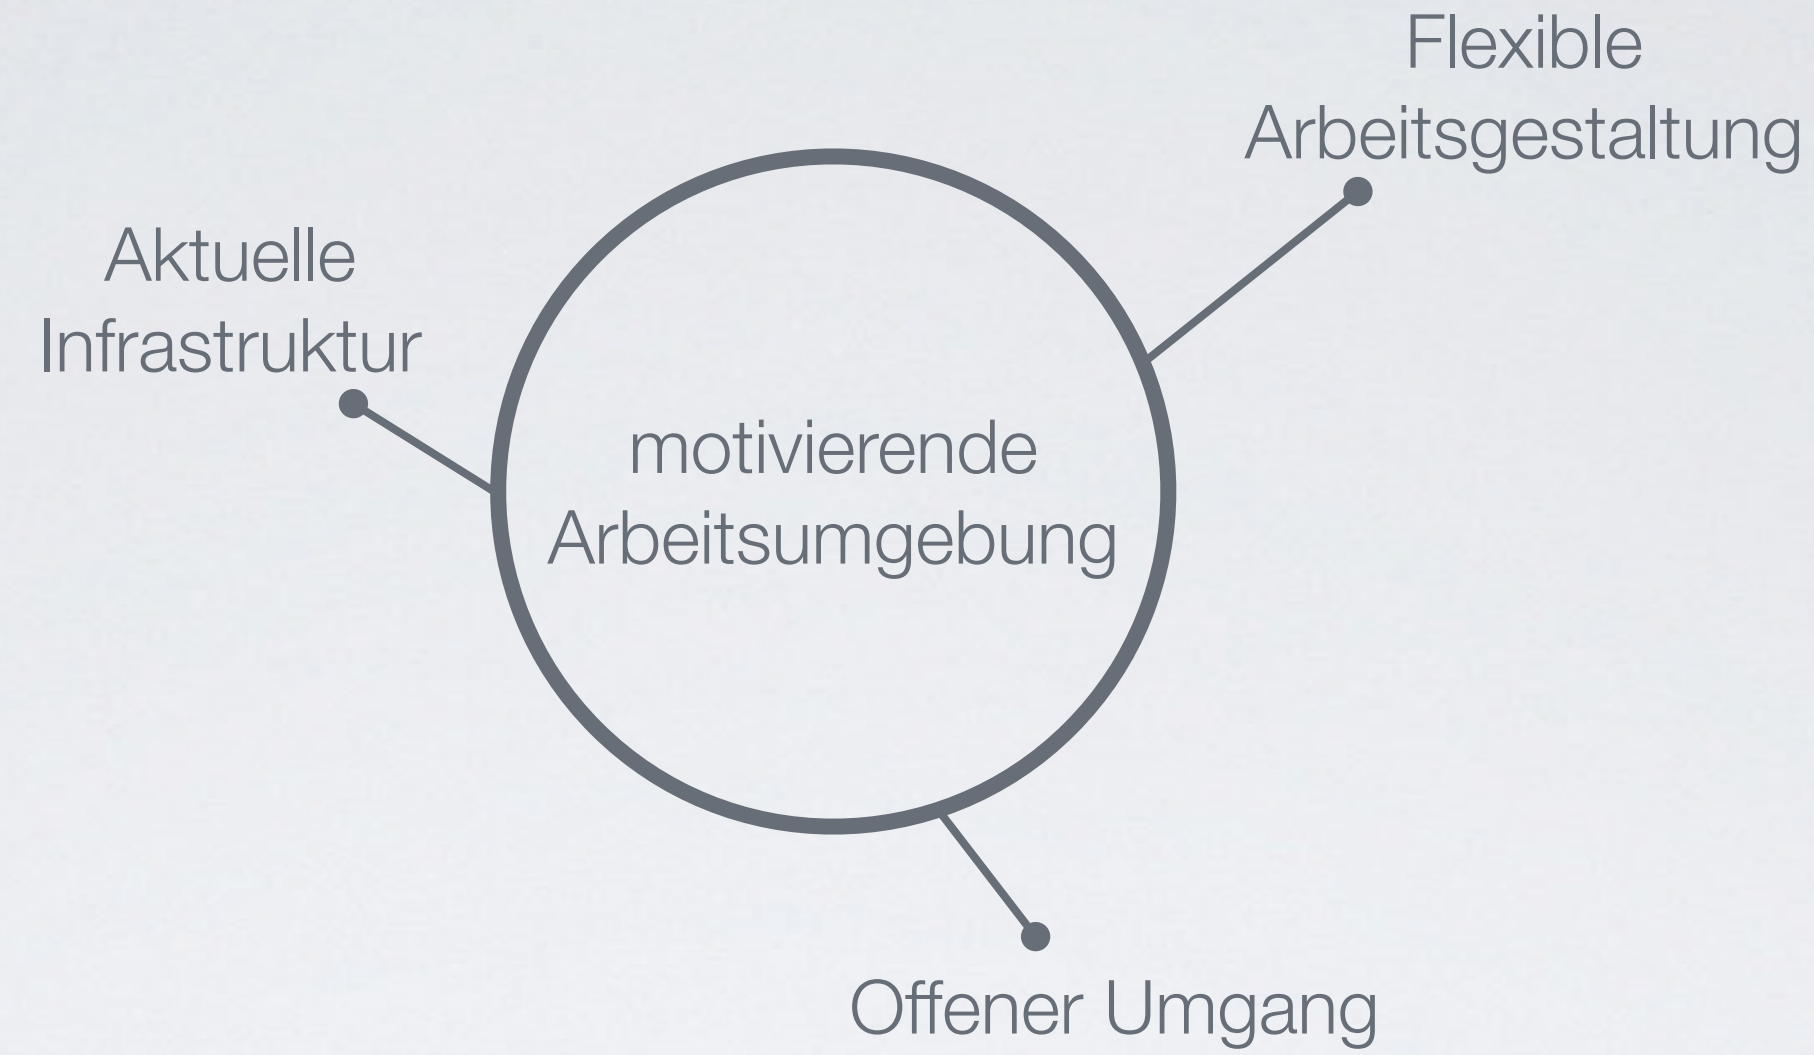 Flexible
Arbeitsgestaltung
Aktuelle
Infrastruktur
motivierende
Arbeitsumgebung
Offener Umgang